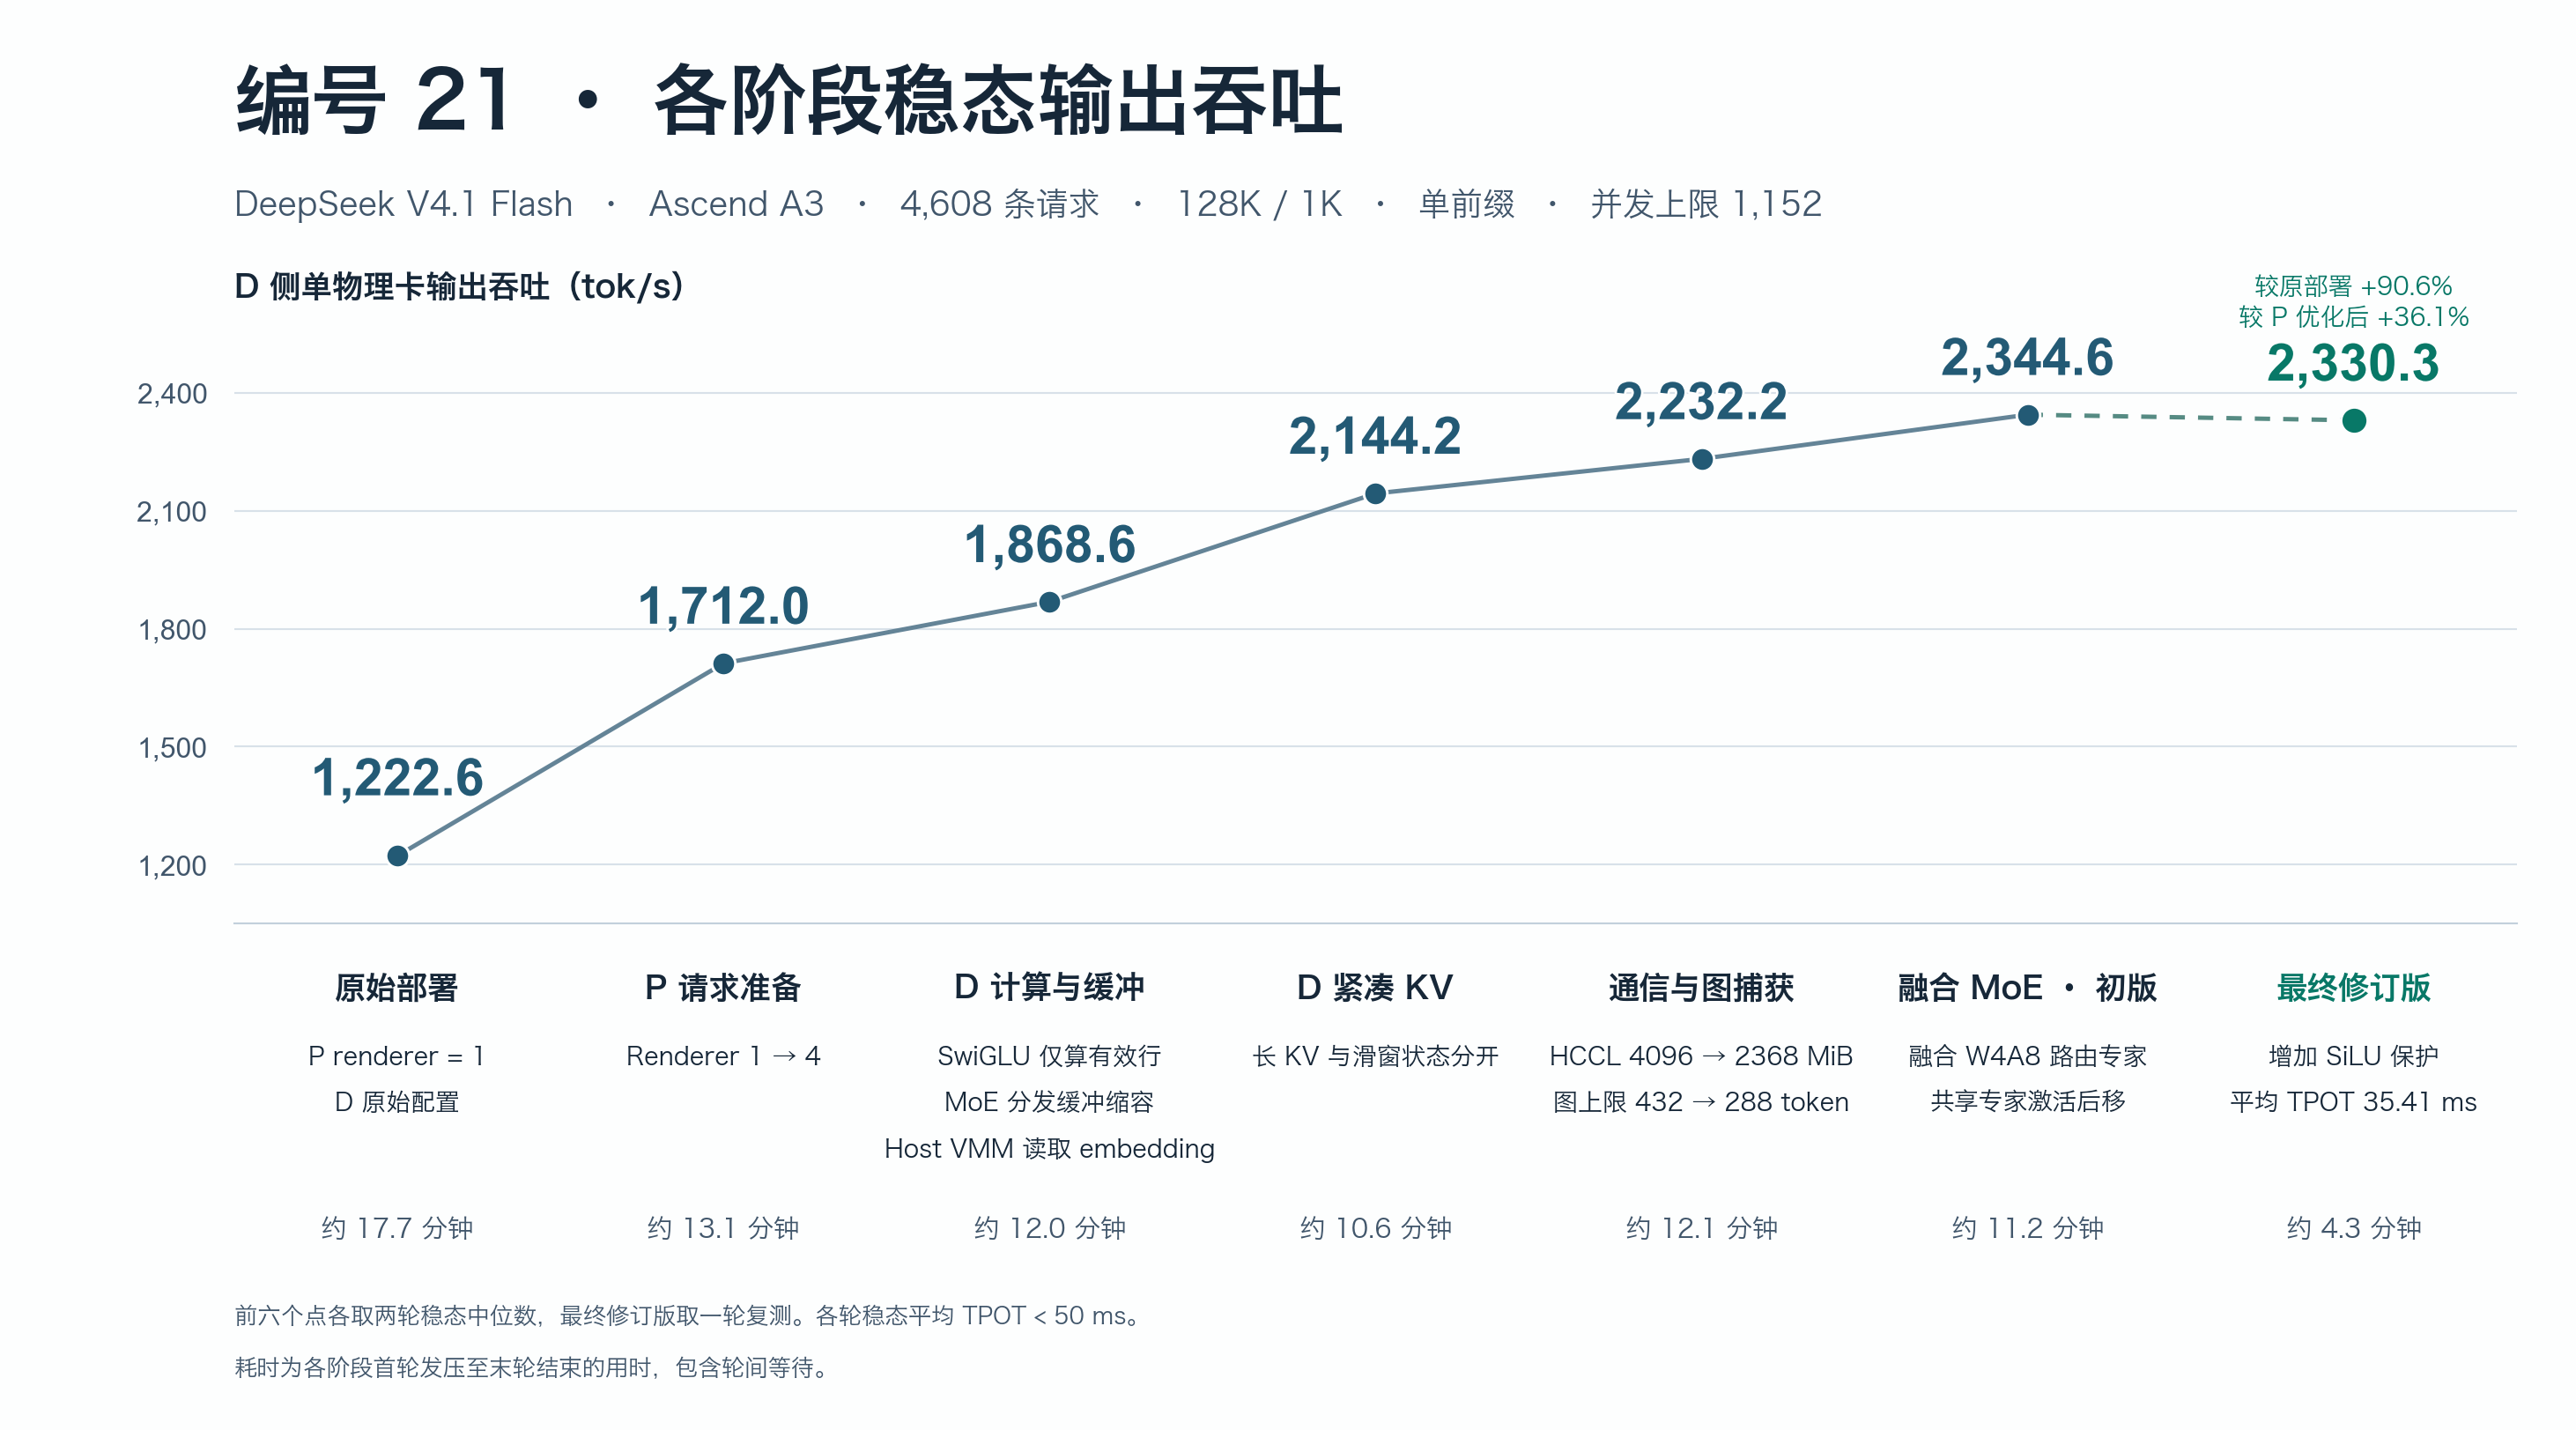 编号 21 · 各阶段稳态输出吞吐
DeepSeek V4.1 Flash · Ascend A3 · 4,608 条请求 · 128K / 1K · 单前缀 · 并发上限 1,152
D 侧单物理卡输出吞吐（tok/s）
较原部署 +90.6%
较 P 优化后 +36.1%
2,330.3
2,344.6
2,232.2
2,144.2
1,868.6
1,712.0
1,222.6
2,400
2,100
1,800
1,500
1,200
原始部署
P renderer = 1
D 原始配置
约 17.7 分钟
P 请求准备
Renderer 1 → 4
约 13.1 分钟
D 计算与缓冲
SwiGLU 仅算有效行
MoE 分发缓冲缩容
Host VMM 读取 embedding
约 12.0 分钟
D 紧凑 KV
长 KV 与滑窗状态分开
约 10.6 分钟
通信与图捕获
HCCL 4096 → 2368 MiB
图上限 432 → 288 token
约 12.1 分钟
融合 MoE · 初版
融合 W4A8 路由专家
共享专家激活后移
约 11.2 分钟
最终修订版
增加 SiLU 保护
平均 TPOT 35.41 ms
约 4.3 分钟
前六个点各取两轮稳态中位数，最终修订版取一轮复测。各轮稳态平均 TPOT < 50 ms。
耗时为各阶段首轮发压至末轮结束的用时，包含轮间等待。